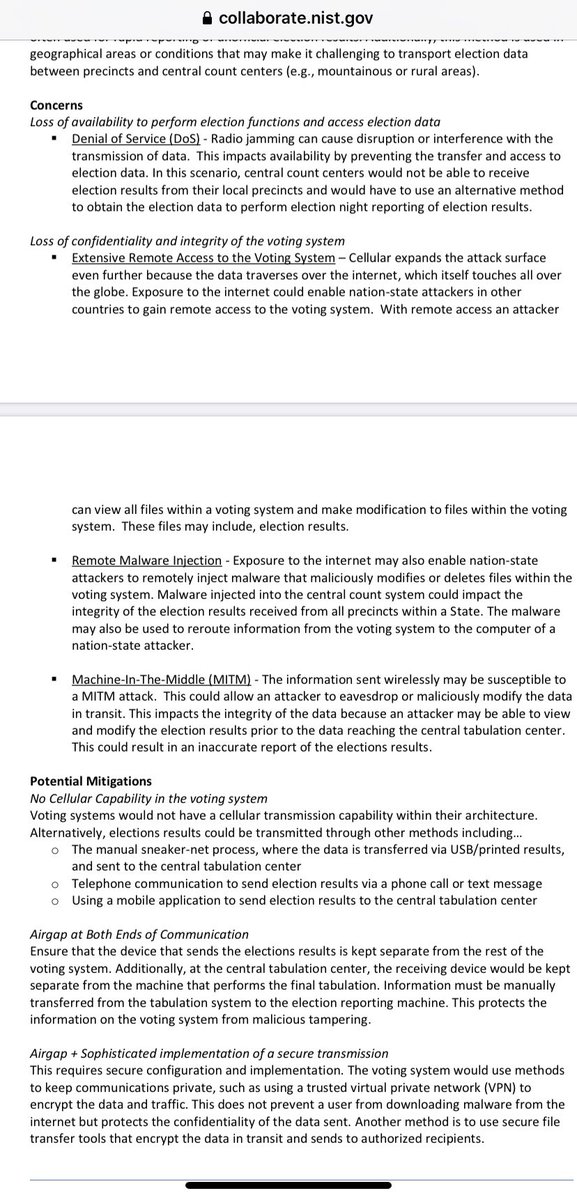 collaborate.nist.gov
geographical areas or conditions that may make it challenging to transport election data
between precincts and central count centers (e.g., mountainous or rural areas).
Concerns
Loss of availability to perform election functions and access election data
▪ Denial of Service (DoS) - Radio jamming can cause disruption or interference with the
transmission of data. This impacts availability by preventing the transfer and access to
election data. In this scenario, central count centers would not be able to receive
election results from their local precincts and would have to use an alternative method
to obtain the election data to perform election night reporting of election results.
Loss of confidentiality and integrity of the voting system
▪ Extensive Remote Access to the Voting System – Cellular expands the attack surface
even further because the data traverses over the internet, which itself touches all over
the globe. Exposure to the internet could enable nation-state attackers in other
countries to gain remote access to the voting system. With remote access an attacker
can view all files within a voting system and make modification to files within the voting
system. These files may include, election results.
▪ Remote Malware Injection - Exposure to the internet may also enable nation-state
attackers to remotely inject malware that maliciously modifies or deletes files within the
voting system. Malware injected into the central count system could impact the
integrity of the election results received from all precincts within a State. The malware
may also be used to reroute information from the voting system to the computer of a
nation-state attacker.
▪ Machine-In-The-Middle (MITM) - The information sent wirelessly may be susceptible to
a MITM attack. This could allow an attacker to eavesdrop or maliciously modify the data
in transit. This impacts the integrity of the data because an attacker may be able to view
and modify the election results prior to the data reaching the central tabulation center.
This could result in an inaccurate report of the elections results.
Potential Mitigations
No Cellular Capability in the voting system
Voting systems would not have a cellular transmission capability within their architecture.
Alternatively, elections results could be transmitted through other methods including…
o The manual sneaker-net process, where the data is transferred via USB/printed results,
and sent to the central tabulation center
o Telephone communication to send election results via a phone call or text message
o Using a mobile application to send election results to the central tabulation center
Airgap at Both Ends of Communication
Ensure that the device that sends the elections results is kept separate from the rest of the
voting system. Additionally, at the central tabulation center, the receiving device would be kept
separate from the machine that performs the final tabulation. Information must be manually
transferred from the tabulation system to the election reporting machine. This protects the
information on the voting system from malicious tampering.
Airgap + Sophisticated implementation of a secure transmission
This requires secure configuration and implementation. The voting system would use methods
to keep communications private, such as using a trusted virtual private network (VPN) to
encrypt the data and traffic. This does not prevent a user from downloading malware from the
internet but protects the confidentiality of the data sent. Another method is to use secure file
transfer tools that encrypt the data in transit and sends to authorized recipients.